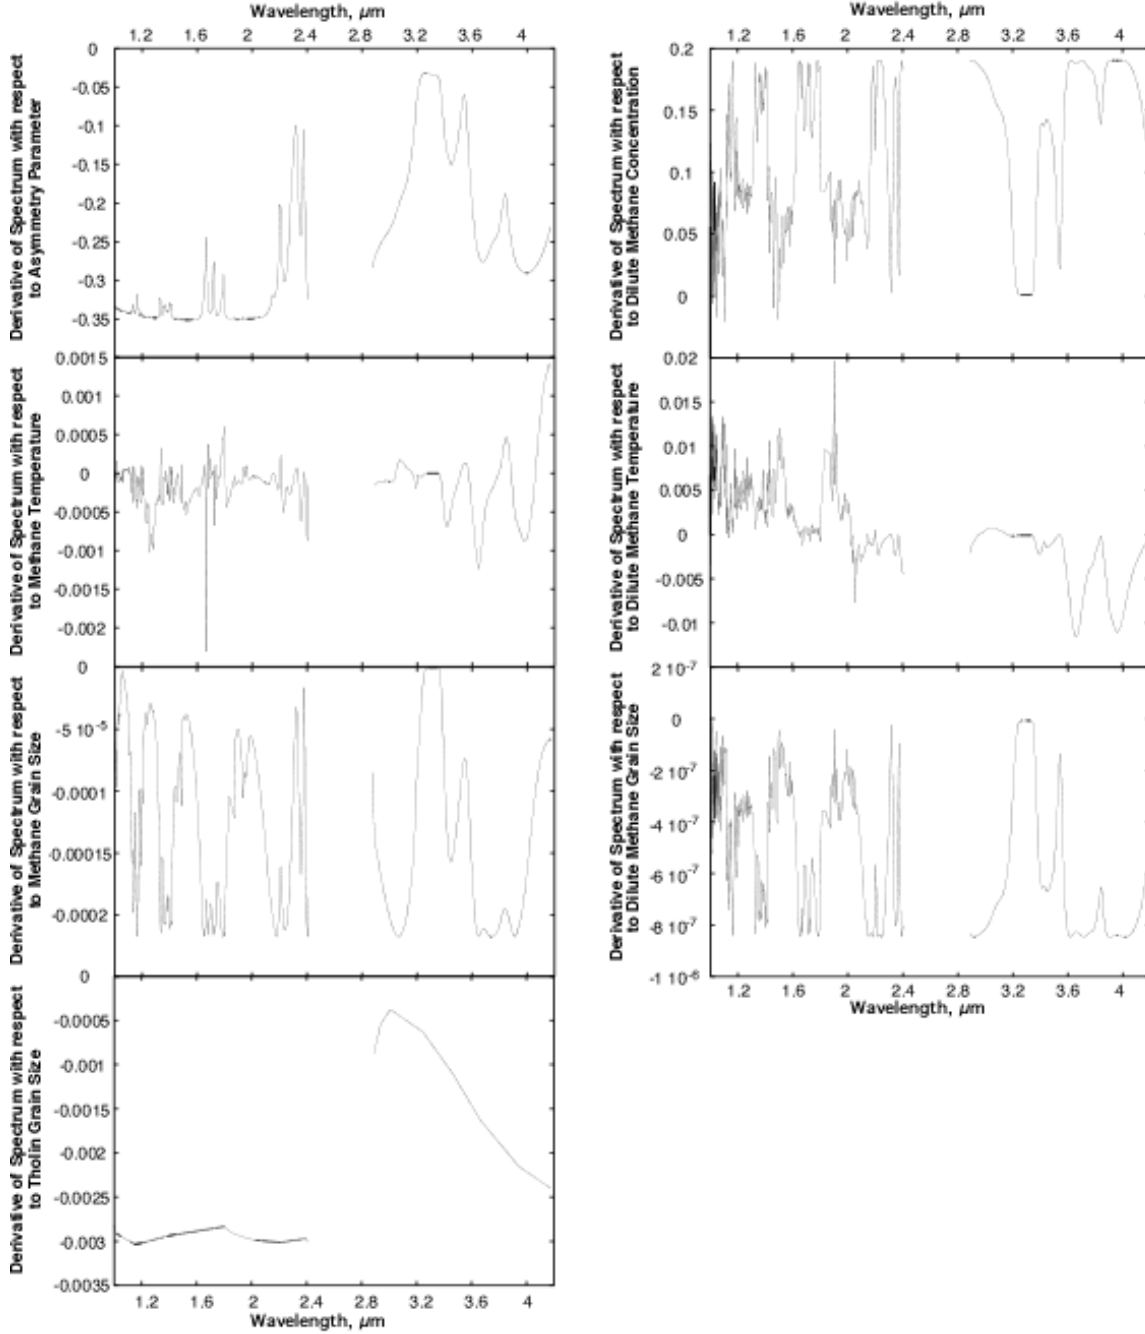 Wavelength, µm
1.2 1.6 2 2.4 2.8 3.2 3.6 4
0
-0.05
-0.1
-0.15
-0.2
-0.25
-0.3
-0.35
Derivative of Spectrum with respect
to Asymmetry Parameter
0.0015
0.001
0.0005
0
-0.0005
-0.001
-0.0015
-0.002
Derivative of Spectrum with respect
to Methane Temperature
0
-5 10-5
-0.0001
-0.00015
-0.0002
Derivative of Spectrum with respect
to Methane Grain Size
0
-0.0005
-0.001
-0.0015
-0.002
-0.0025
-0.003
-0.0035
Derivative of Spectrum with respect
to Tholin Grain Size
1.2 1.6 2 2.4 2.8 3.2 3.6 4
Wavelength, µm
Wavelength, µm
1.2 1.6 2 2.4 2.8 3.2 3.6 4
0.2
0.15
0.1
0.05
0
Derivative of Spectrum with respect
to Dilute Methane Concentration
0.02
0.015
0.01
0.005
0
-0.005
-0.01
Derivative of Spectrum with respect
to Dilute Methane Temperature
2 10-7
0
-2 10-7
-4 10-7
-6 10-7
-8 10-7
-1 10-6
Derivative of Spectrum with respect
to Dilute Methane Grain Size
1.2 1.6 2 2.4 2.8 3.2 3.6 4
Wavelength, µm